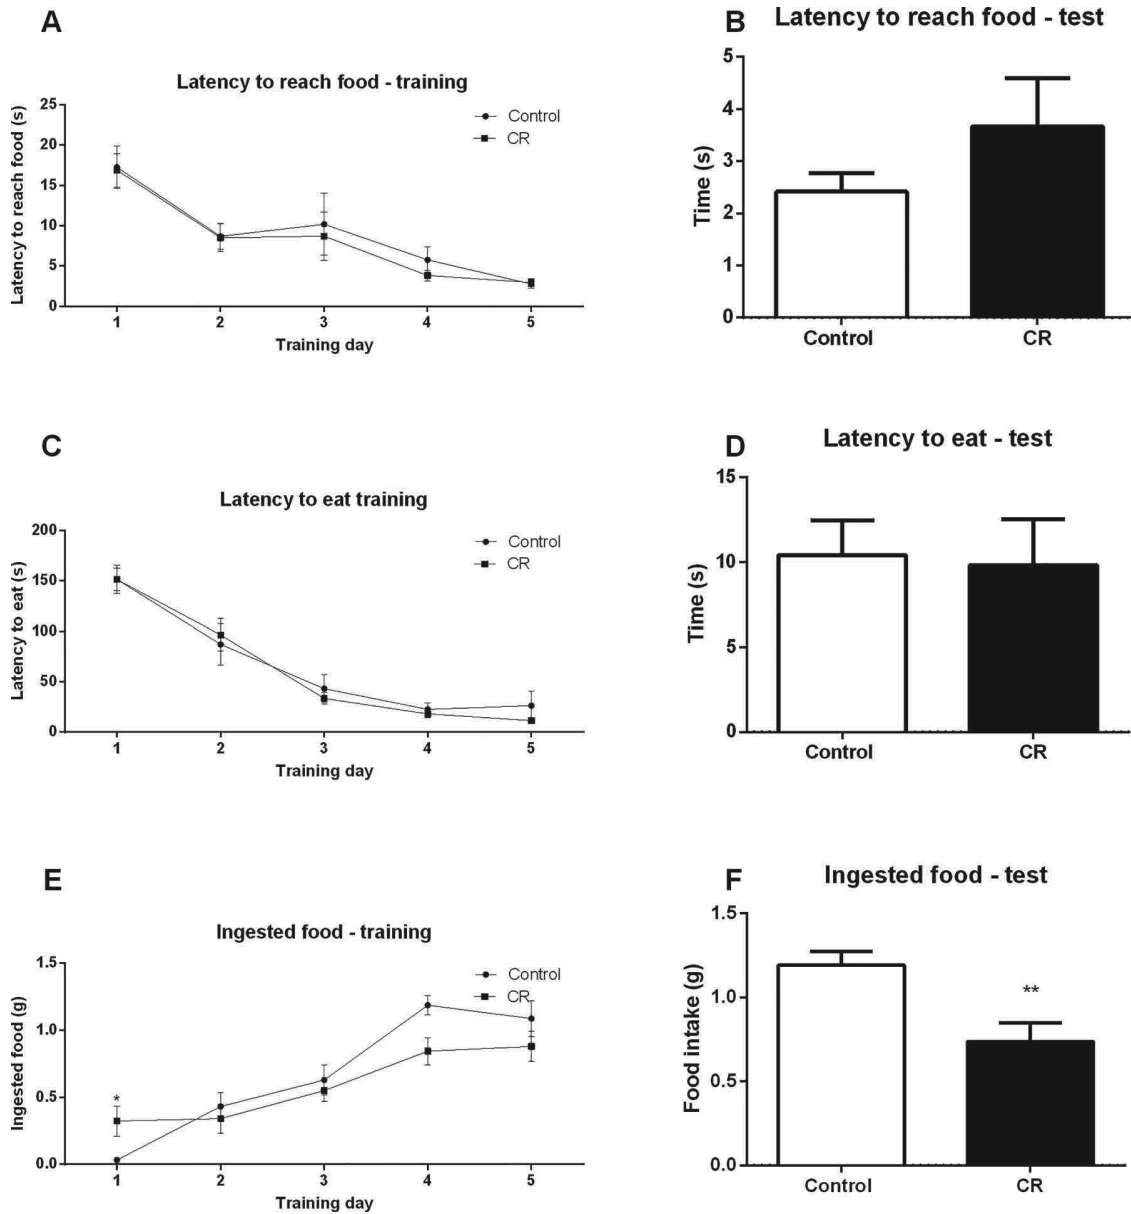 A
Latency to reach food - training
Latency to reach food (s)
25
20
15
10
5
0
Control
CR
1 2 3 4 5
Training day
B
Latency to reach food - test
Time (s)
5
4
3
2
1
0
Control CR
C
Latency to eat training
Latency to eat (s)
200
150
100
50
0
Control
CR
1 2 3 4 5
Training day
D
Latency to eat - test
Time (s)
15
10
5
0
Control CR
E
Ingested food - training
Ingested food (g)
1.5
1.0
0.5
0.0
Control
CR
*
1 2 3 4 5
Training day
F
Ingested food - test
Food intake (g)
1.5
1.0
0.5
0.0
**
Control CR